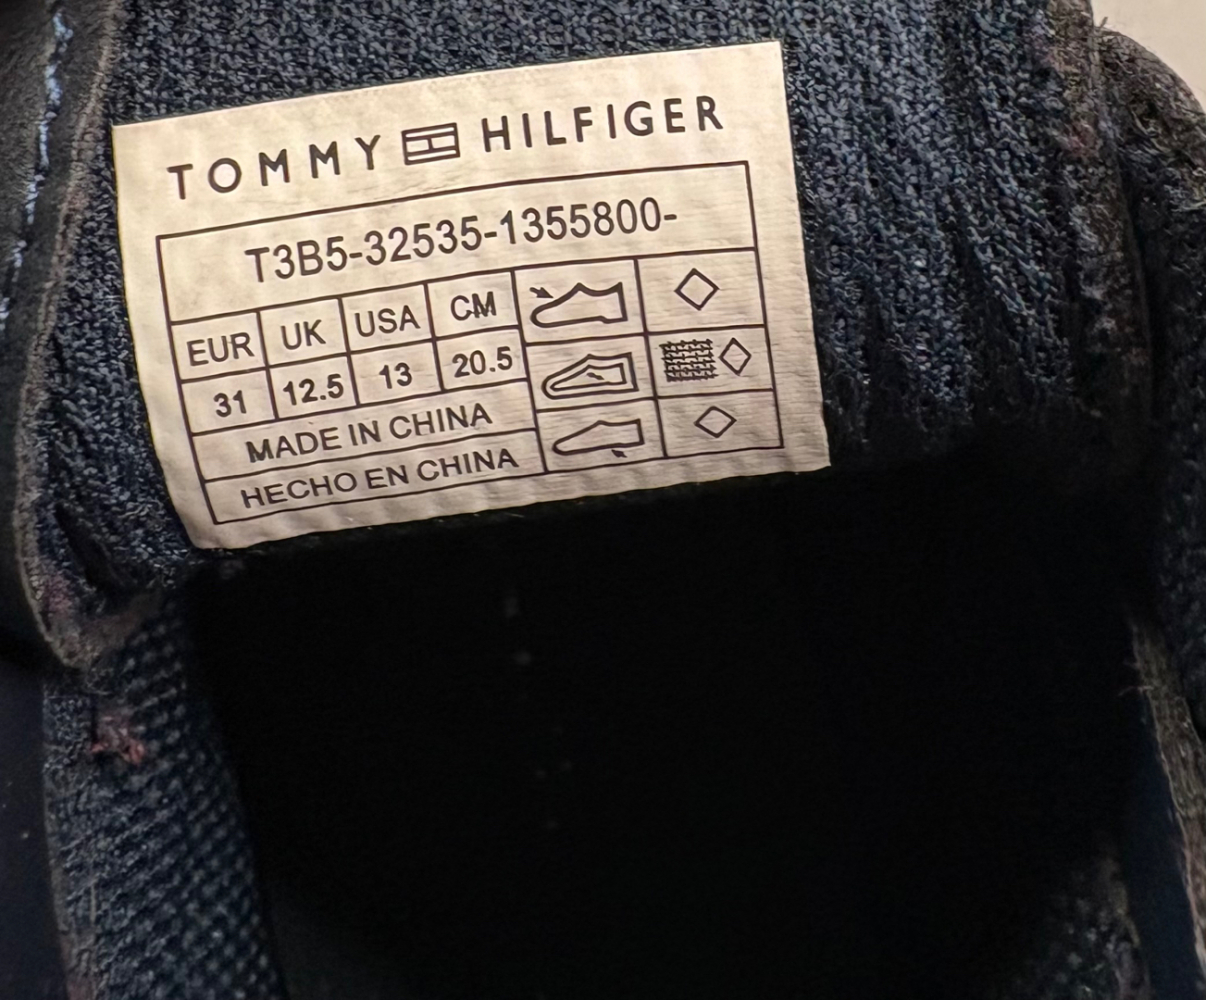 TOMMY HILFIGER
T3B5-32535-1355800-
EUR UK USA CM
31 12.5 13 20.5
MADE IN CHINA
HECHO EN CHINA